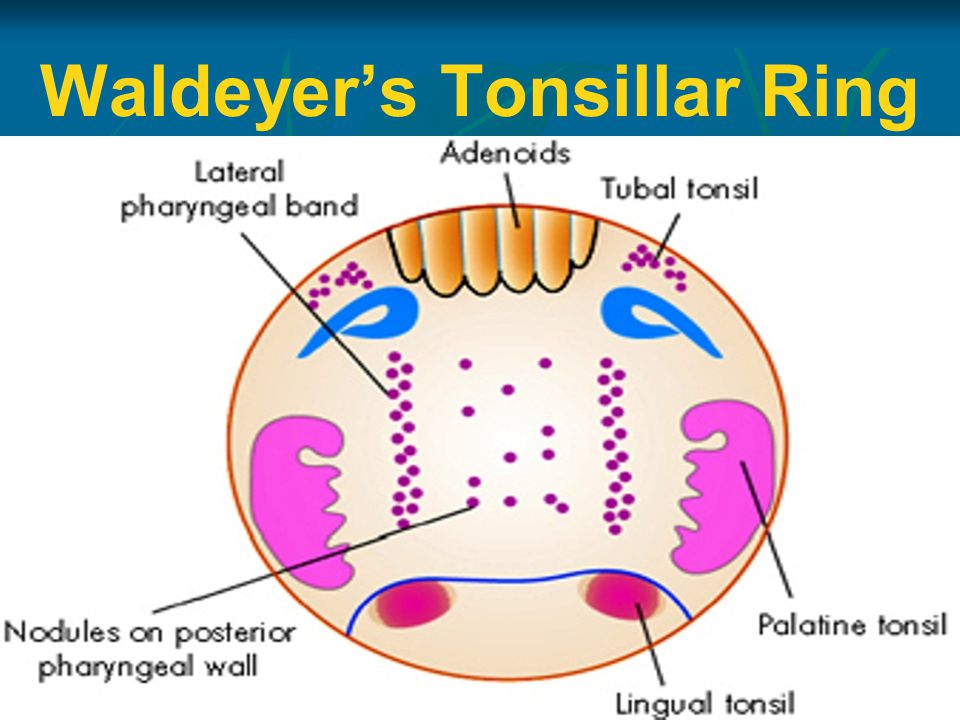 Waldeyer’s Tonsillar Ring
Adenoids
Lateral
pharyngeal band
Tubal tonsil
Nodules on posterior
pharyngeal wall
Palatine tonsil
Lingual tonsil